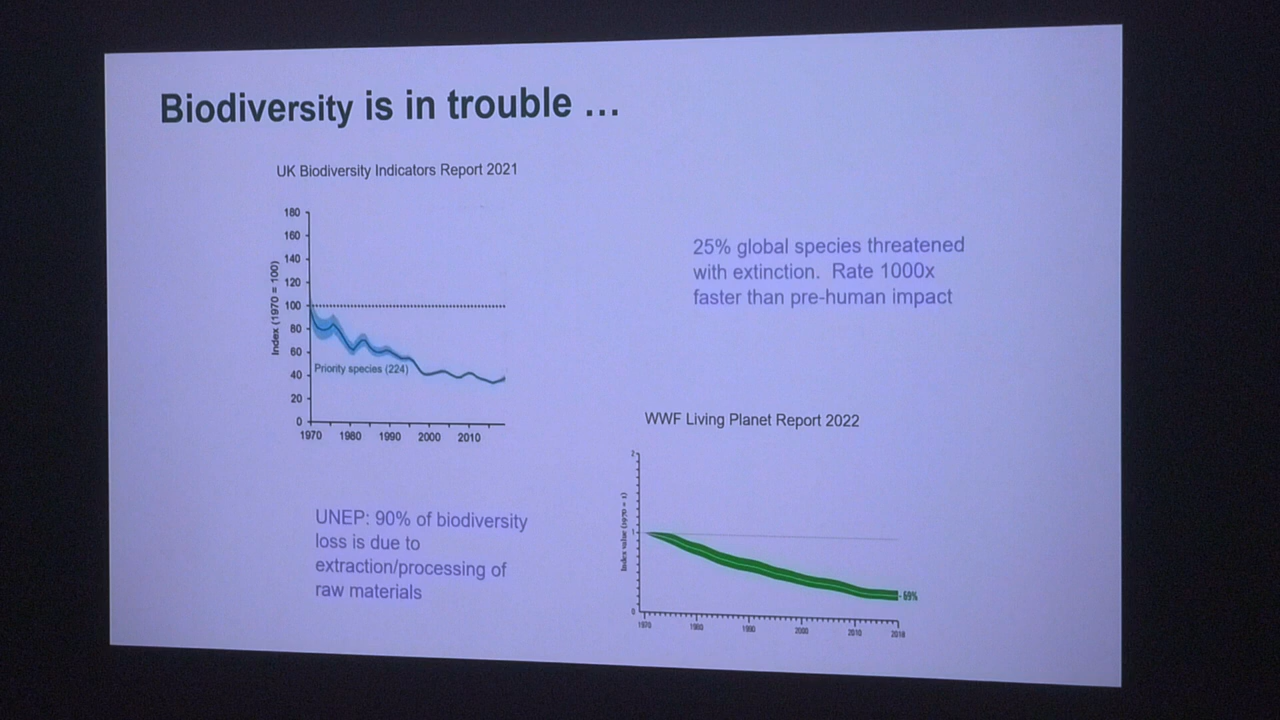 Biodiversity is in trouble …
UK Biodiversity Indicators Report 2021
Index (1970 = 100)
180
160
140
120
100
80
60
40
20
0
Priority species (224)
1970 1980 1990 2000 2010
25% global species threatened
with extinction.  Rate 1000x
faster than pre-human impact
UNEP: 90% of biodiversity
loss is due to
extraction/processing of
raw materials
WWF Living Planet Report 2022
Index value (1970 = 1)
2
1
0
-69%
1970 1980 1990 2000 2010 2018